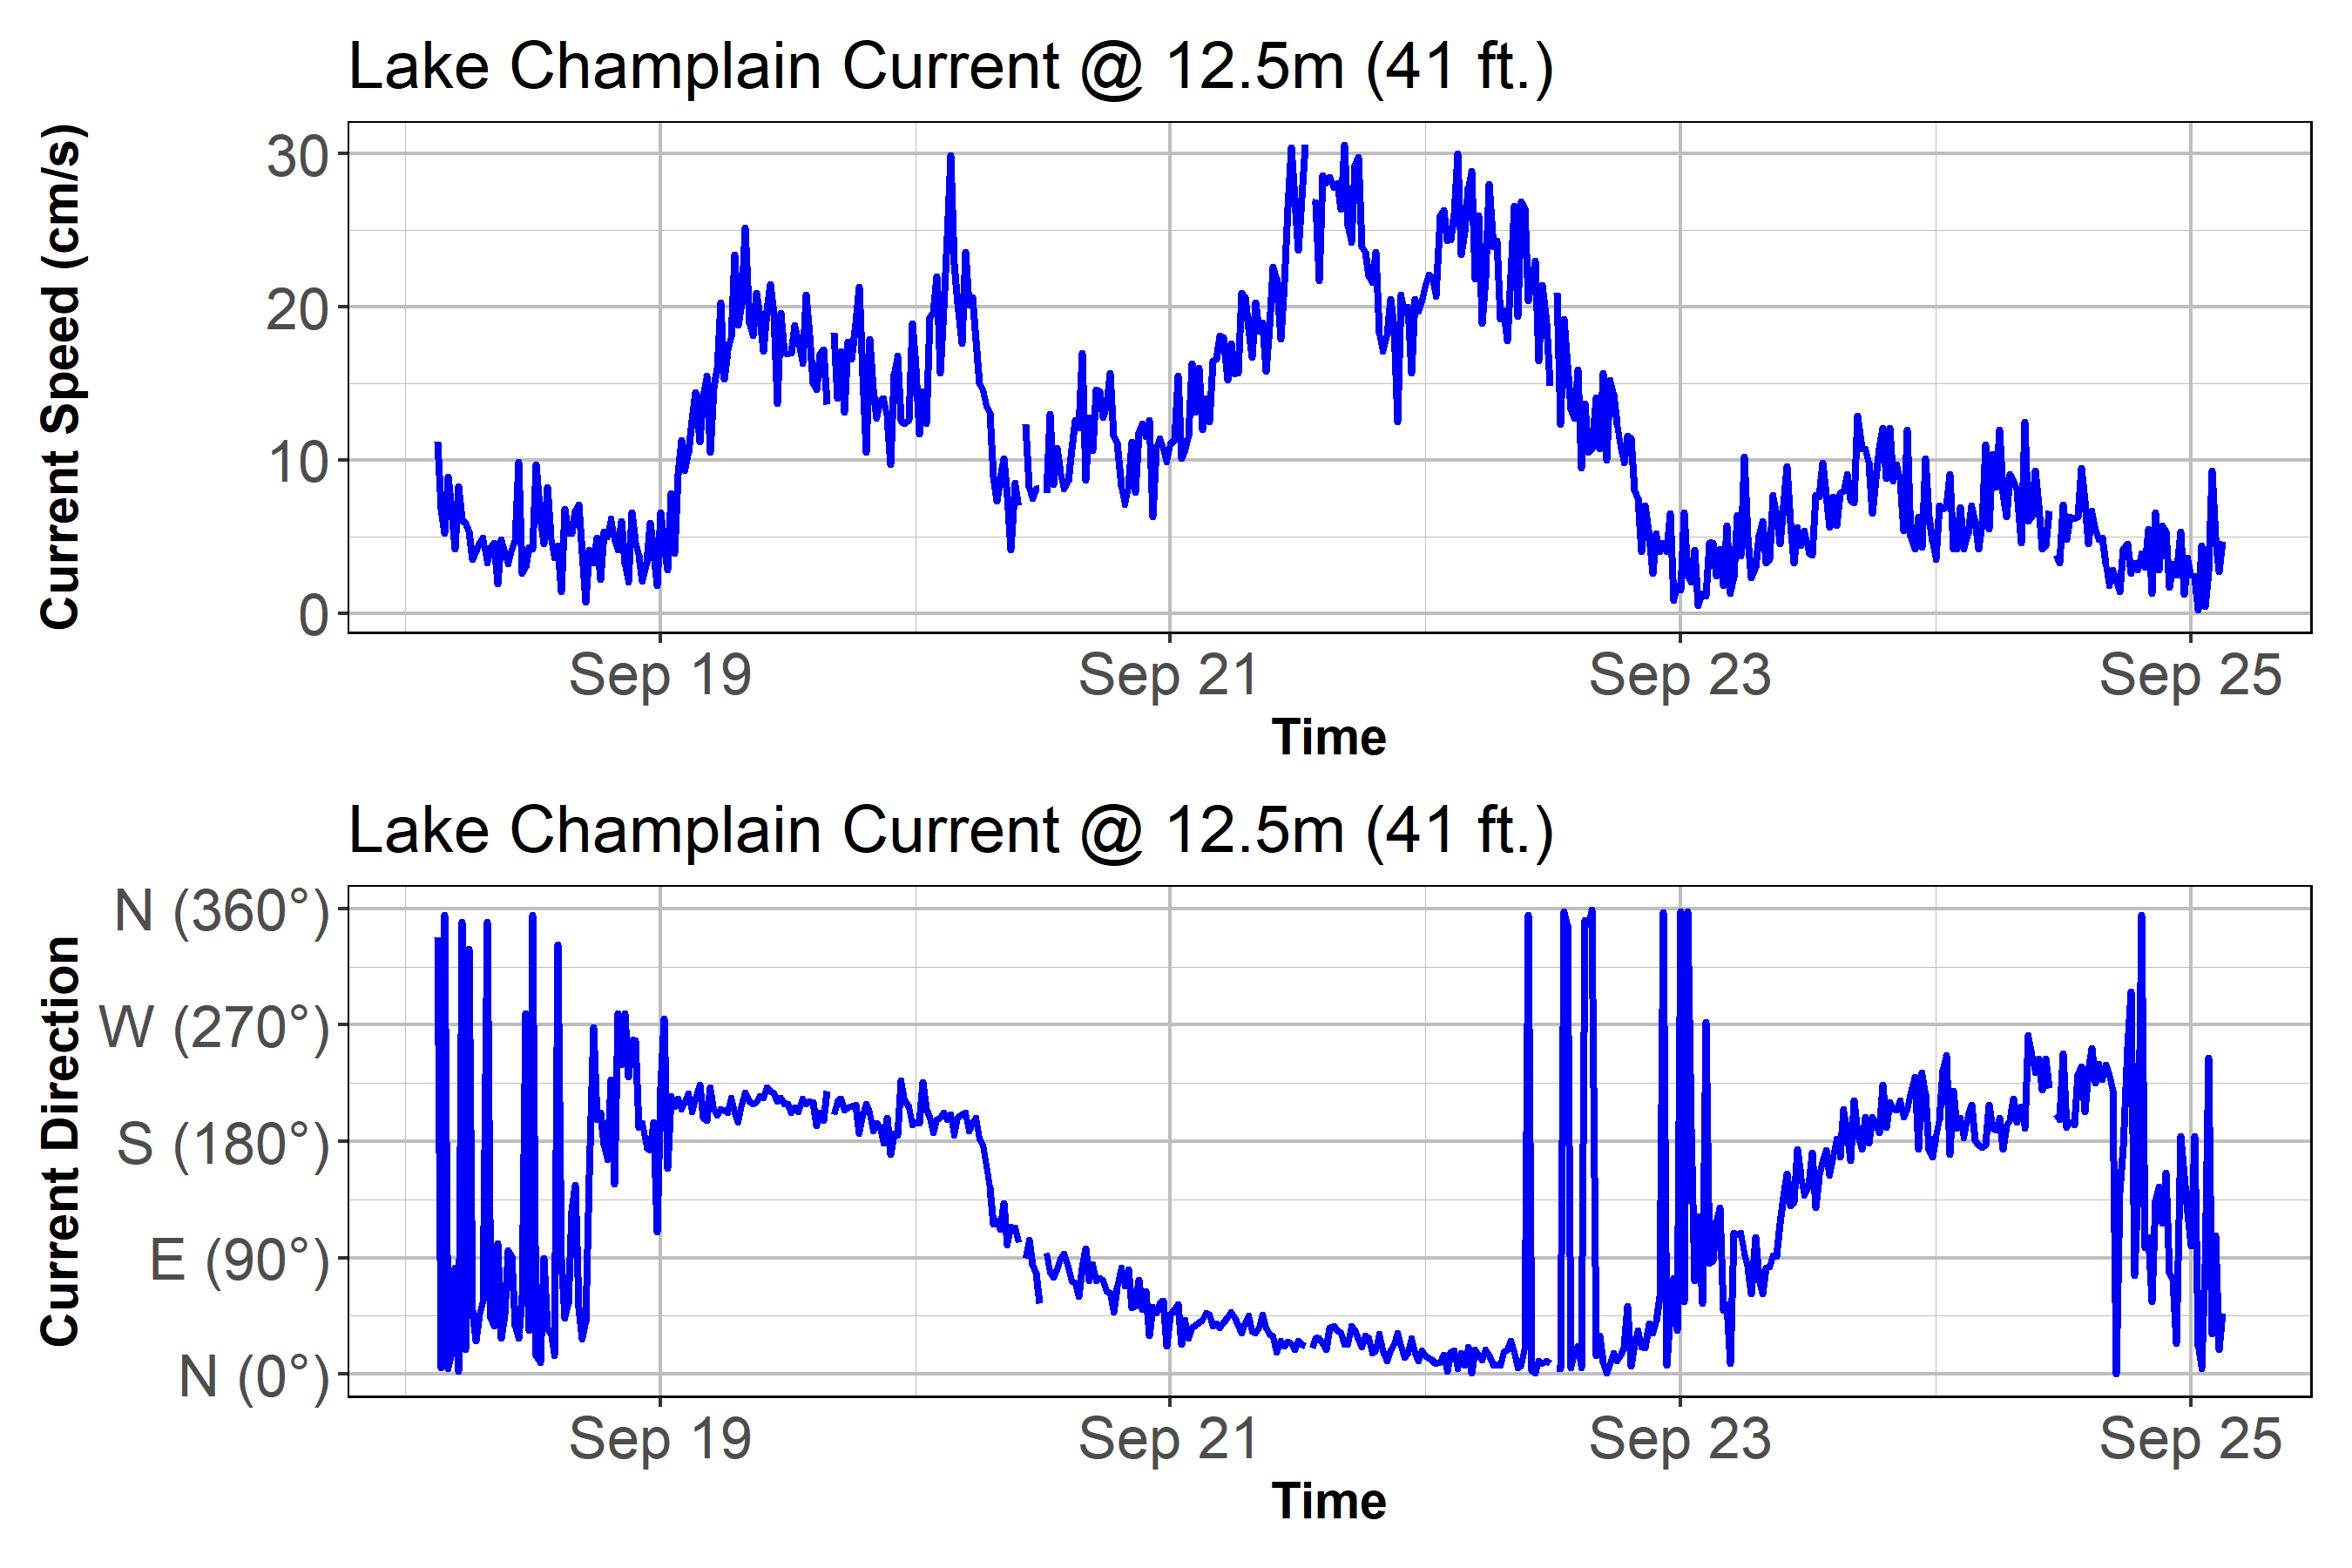 Lake Champlain Current @ 12.5m (41 ft.)
Current Speed (cm/s)
30
20
10
0
Sep 19 Sep 21 Sep 23 Sep 25
Time
Lake Champlain Current @ 12.5m (41 ft.)
Current Direction
N (360°)
W (270°)
S (180°)
E (90°)
N (0°)
Sep 19 Sep 21 Sep 23 Sep 25
Time